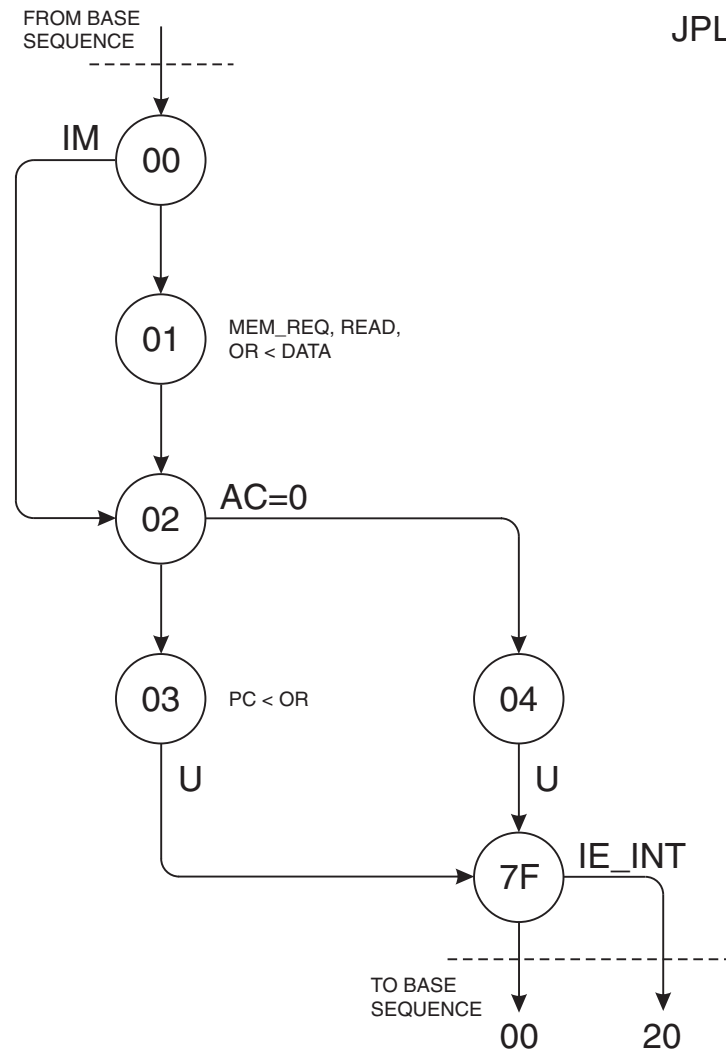 FROM BASE
SEQUENCE
JPL
IM
00
01
MEM_REQ, READ,
OR < DATA
02
AC=0
03
PC < OR
04
U
U
7F
IE_INT
TO BASE
SEQUENCE
00
20